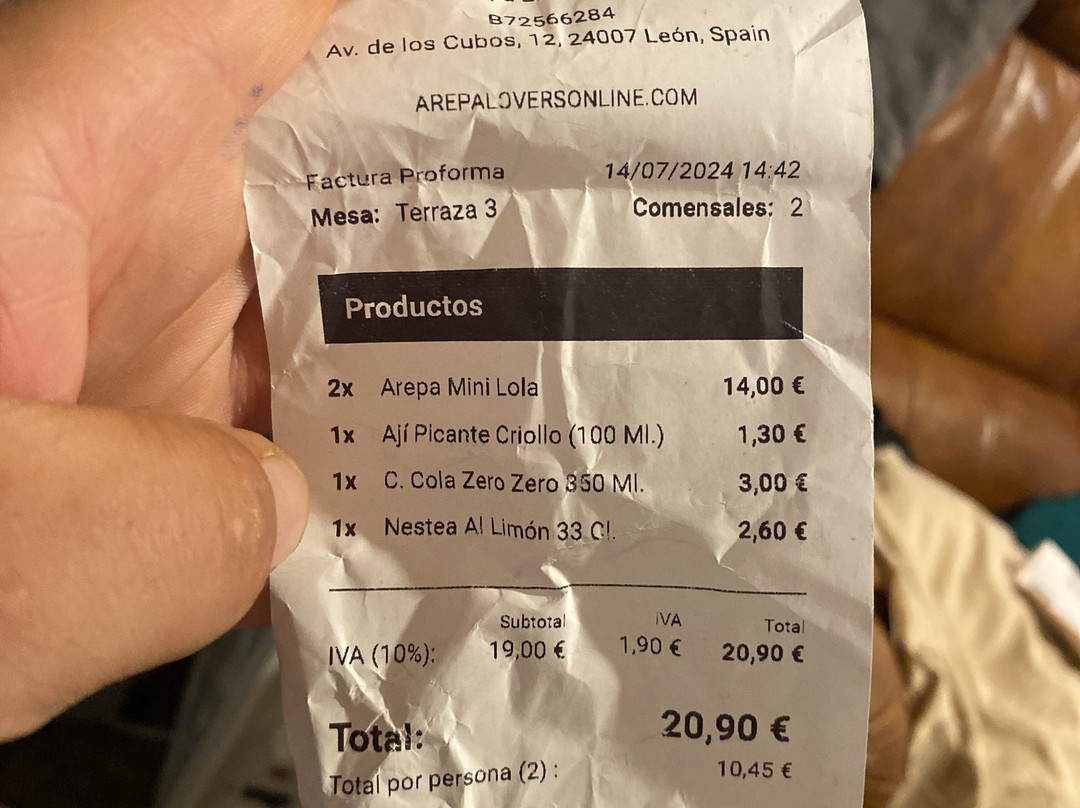 B72566284
Av. de los Cubos, 12, 24007 León, Spain
AREPALOVERSONLINE.COM
Factura Proforma 14/07/2024 14:42
Mesa: Terraza 3 Comensales: 2
Productos
2x Arepa Mini Lola 14,00 €
1x Ají Picante Criollo (100 Ml.) 1,30 €
1x C. Cola Zero Zero 350 Ml. 3,00 €
1x Nestea Al Limón 33 Cl. 2,60 €
Subtotal IVA Total
IVA (10%): 19,00 € 1,90 € 20,90 €
Total: 20,90 €
Total por persona (2) : 10,45 €